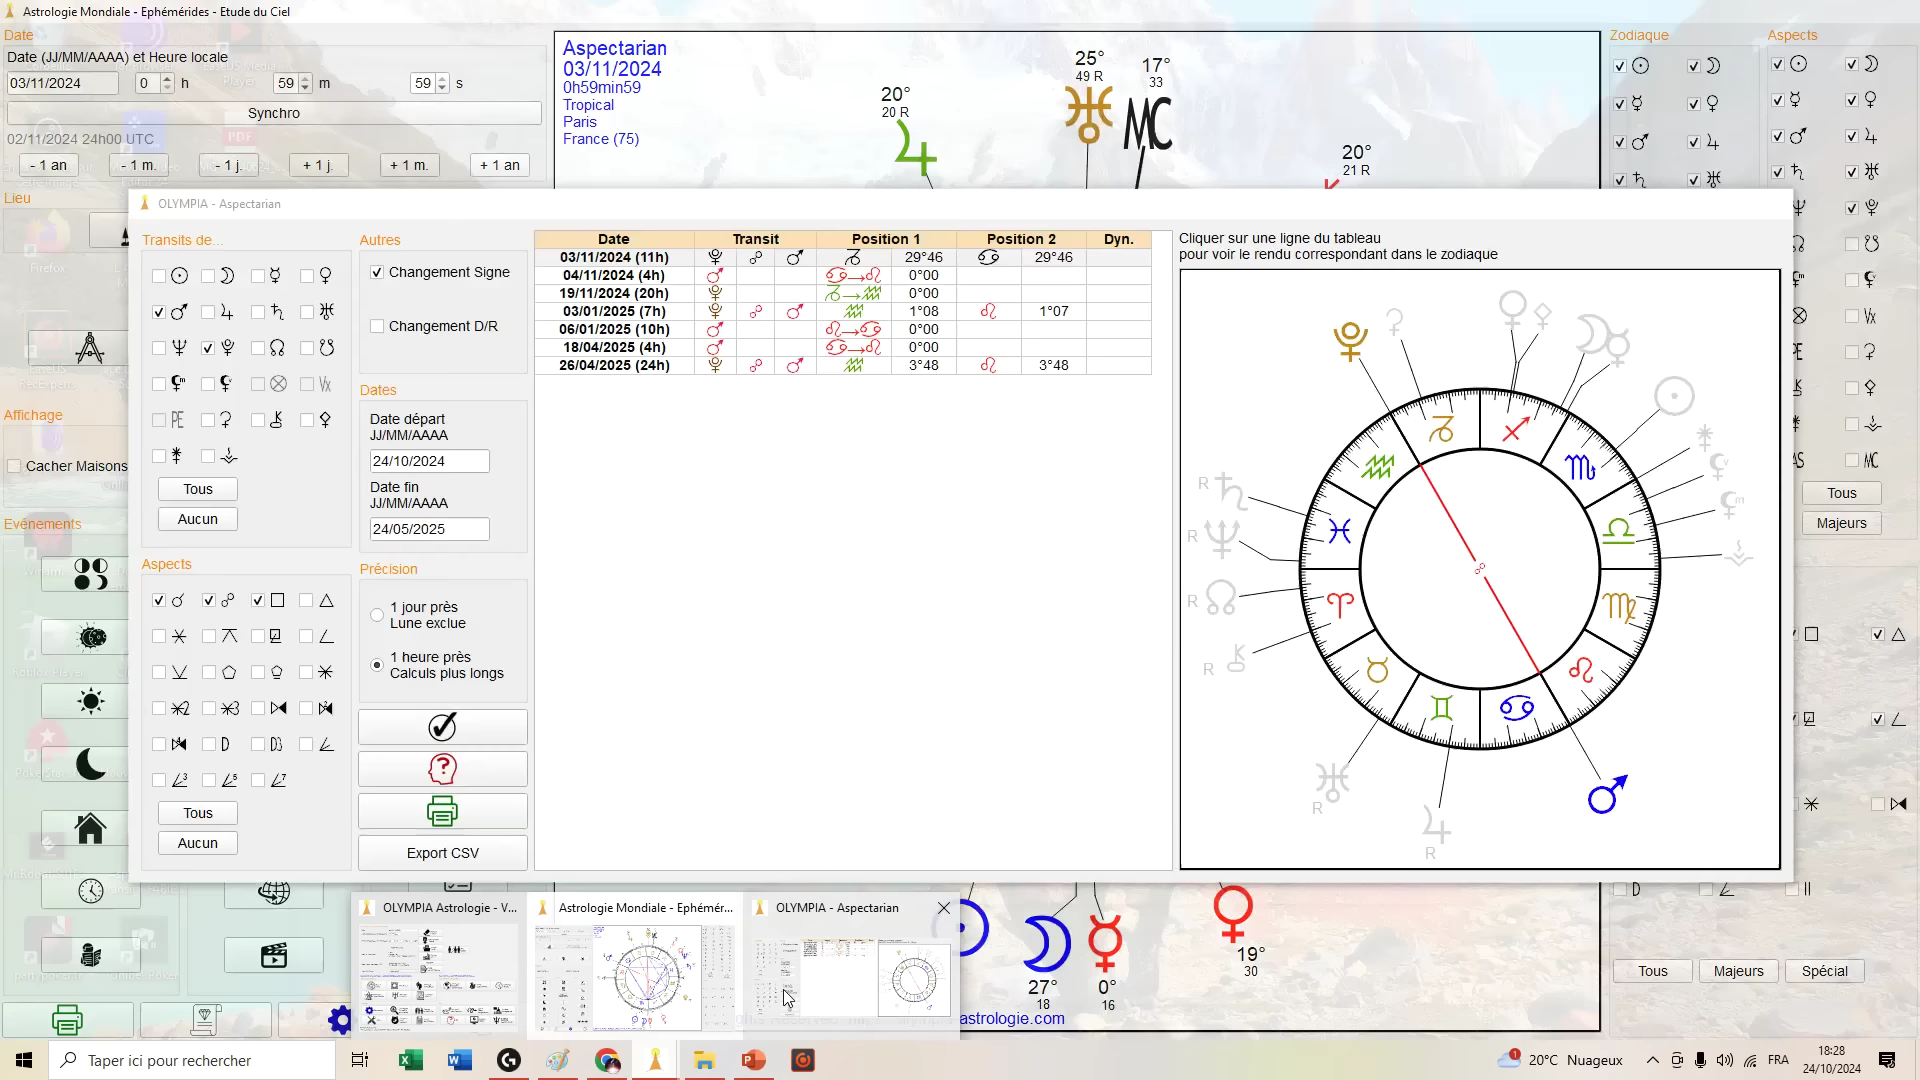 Astrologie Mondiale - Ephémérides - Etude du Ciel
Date
Date (JJ/MM/AAAA) et Heure locale
03/11/2024 0 h 59 m 59 s
Synchro
02/11/2024 24h00 UTC
- 1 an - 1 m. - 1 j. + 1 j. + 1 m. + 1 an
Lieu
Affichage
Cacher Maisons
Evénements
Aspectarian
03/11/2024
0h59min59
Tropical
Paris
France (75)
20°
20 R
25°
49 R
17°
33
MC
20°
21 R
Zodiaque
Aspects
OLYMPIA - Aspectarian
Transits de...
PE
Tous
Aucun
Aspects
Tous
Aucun
Autres
Changement Signe
Changement D/R
Dates
Date départ
JJ/MM/AAAA
24/10/2024
Date fin
JJ/MM/AAAA
24/05/2025
Précision
1 jour près
Lune exclue
1 heure près
Calculs plus longs
Export CSV
Date Transit Position 1 Position 2 Dyn.
03/11/2024 (11h) 29°46 29°46
04/11/2024 (4h) 0°00
19/11/2024 (20h) 0°00
03/01/2025 (7h) 1°08 1°07
06/01/2025 (10h) 0°00
18/04/2025 (4h) 0°00
26/04/2025 (24h) 3°48 3°48
Cliquer sur une ligne du tableau
pour voir le rendu correspondant dans le zodiaque
R
R
R
R
R
R
Vx
PE
AS MC
Tous
Majeurs
Tous Majeurs Spécial
OLYMPIA Astrologie - V...
Astrologie Mondiale - Ephémér...
OLYMPIA - Aspectarian
27°
18
0°
16
19°
30
astrologie.com
Taper ici pour rechercher
20°C Nuageux
FRA
18:28
24/10/2024